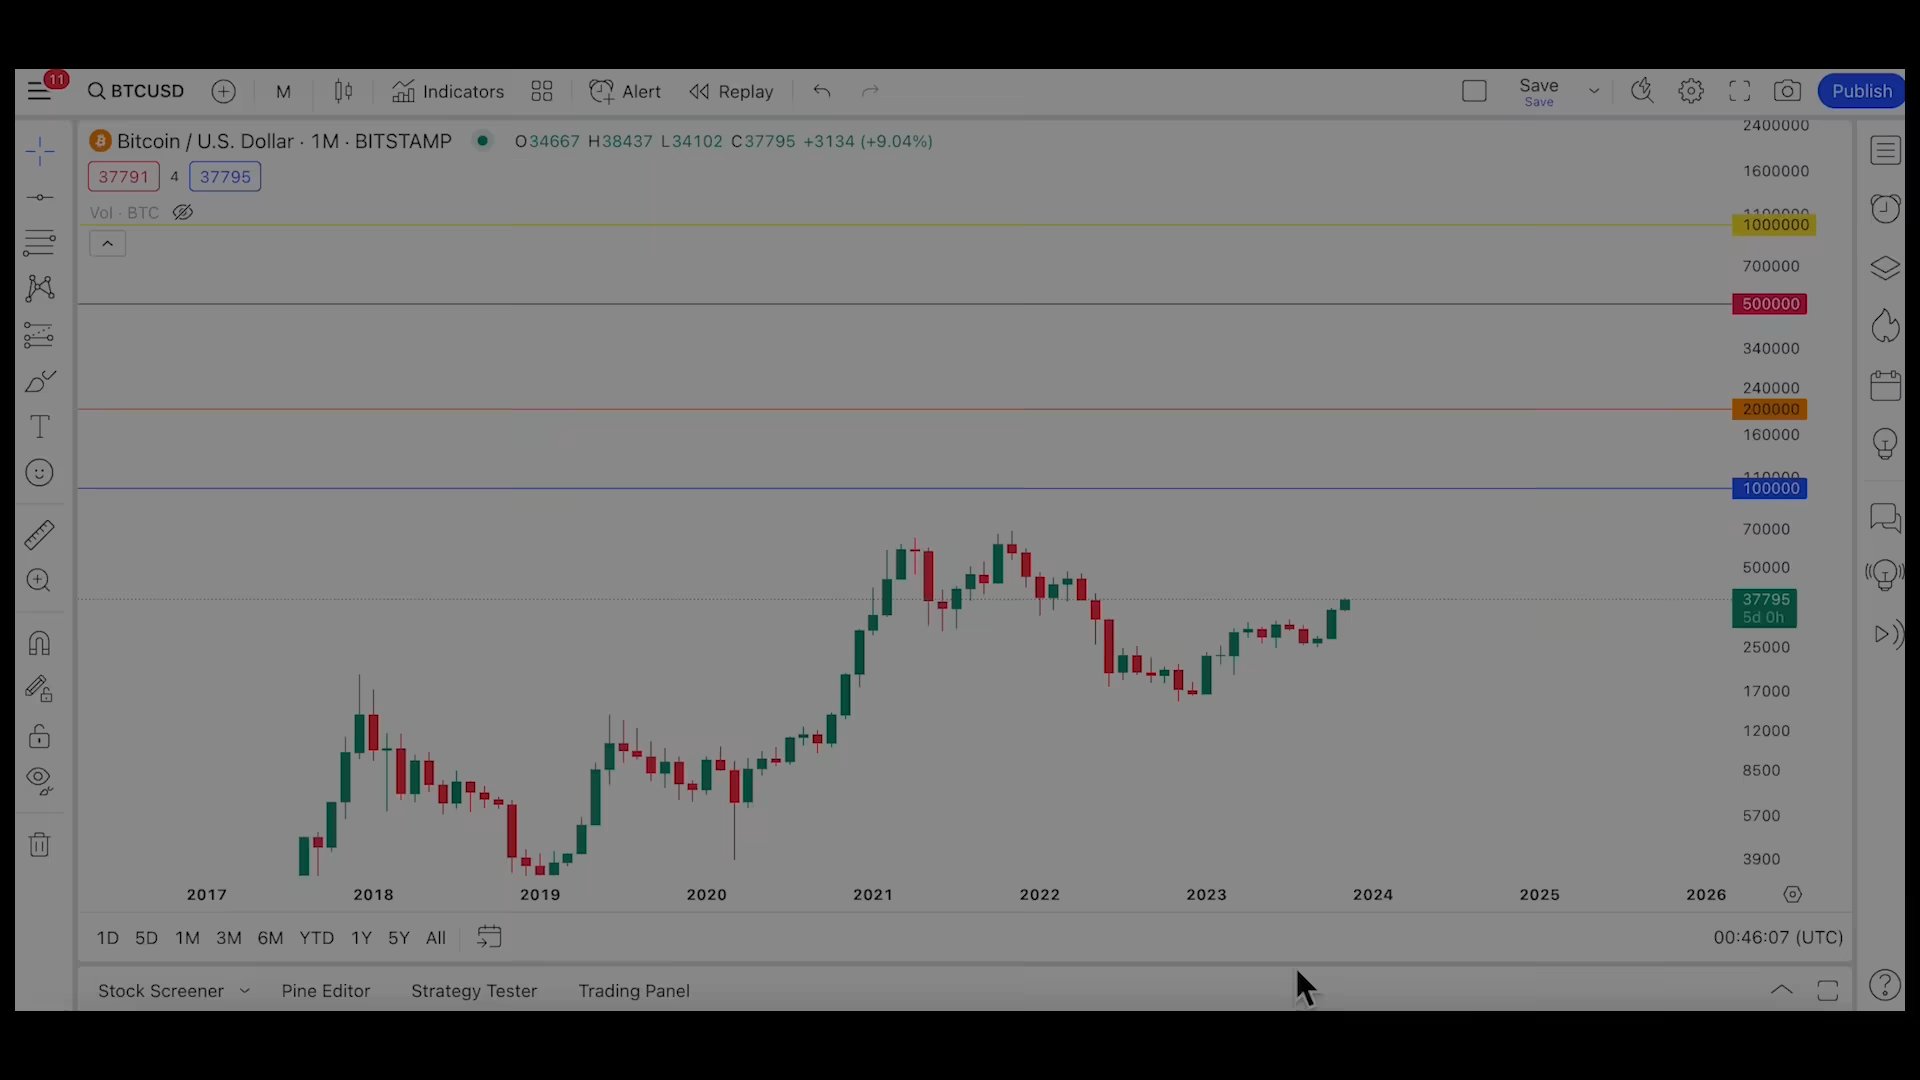 11
BTCUSD M Indicators Alert Replay Save Publish
Save
Bitcoin / U.S. Dollar · 1M · BITSTAMP O34667 H38437 L34102 C37795 +3134 (+9.04%)
37791 4 37795
Vol · BTC
2400000
1600000
1100000
1000000
700000
500000
340000
240000
200000
160000
110000
100000
70000
50000
37795
5d 0h
25000
17000
12000
8500
5700
3900
2017 2018 2019 2020 2021 2022 2023 2024 2025 2026
1D 5D 1M 3M 6M YTD 1Y 5Y All 00:46:07 (UTC)
Stock Screener Pine Editor Strategy Tester Trading Panel